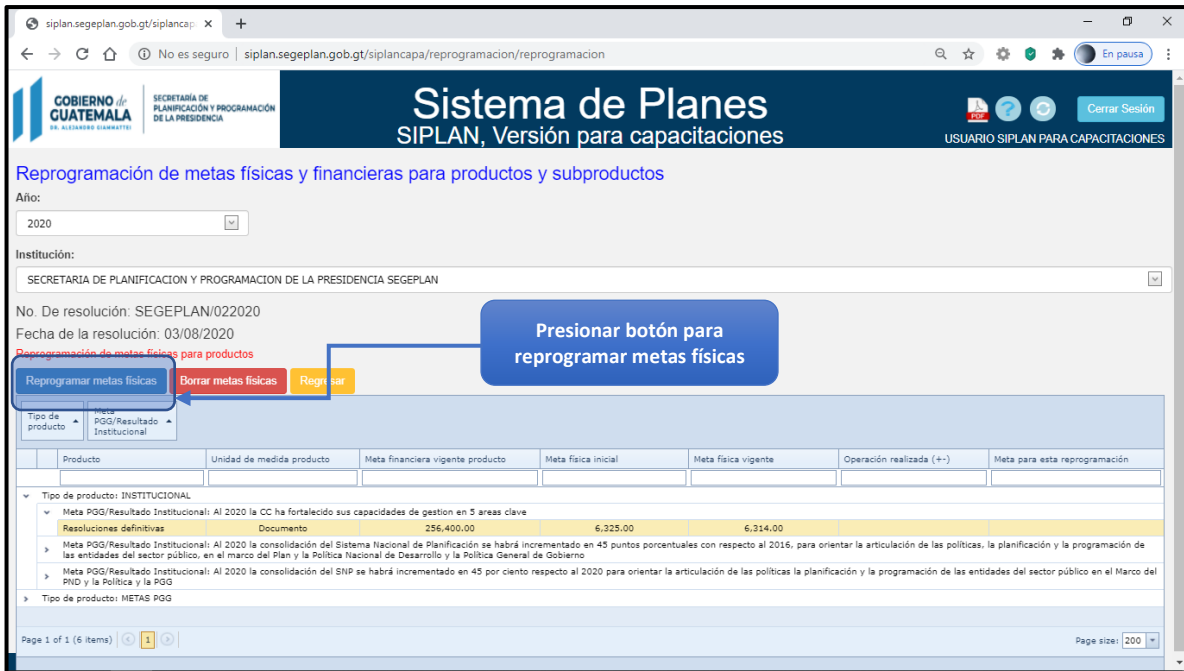 siplan.segeplan.gob.gt/siplancap
No es seguro | siplan.segeplan.gob.gt/siplancapa/reprogramacion/reprogramacion
En pausa
GOBIERNO de
GUATEMALA
DR. ALEJANDRO GIAMMATTEI
SECRETARÍA DE
PLANIFICACIÓN Y PROGRAMACIÓN
DE LA PRESIDENCIA
Sistema de Planes
SIPLAN, Versión para capacitaciones
PDF
Cerrar Sesión
USUARIO SIPLAN PARA CAPACITACIONES
Reprogramación de metas físicas y financieras para productos y subproductos
Año:
2020
Institución:
SECRETARIA DE PLANIFICACION Y PROGRAMACION DE LA PRESIDENCIA SEGEPLAN
No. De resolución: SEGEPLAN/022020
Fecha de la resolución: 03/08/2020
Presionar botón para
reprogramar metas físicas
Reprogramación de metas físicas para productos
Reprogramar metas físicas Borrar metas físicas Regresar
Tipo de
producto
Meta
PGG/Resultado
Institucional
Producto Unidad de medida producto Meta financiera vigente producto Meta física inicial Meta física vigente Operación realizada (+-) Meta para esta reprogramación
Tipo de producto: INSTITUCIONAL
Meta PGG/Resultado Institucional: Al 2020 la CC ha fortalecido sus capacidades de gestion en 5 areas clave
Resoluciones definitivas Documento 256,400.00 6,325.00 6,314.00
Meta PGG/Resultado Institucional: Al 2020 la consolidación del Sistema Nacional de Planificación se habrá incrementado en 45 puntos porcentuales con respecto al 2016, para orientar la articulación de las políticas, la planificación y la programación de
las entidades del sector público, en el marco del Plan y la Política Nacional de Desarrollo y la Política General de Gobierno
Meta PGG/Resultado Institucional: Al 2020 la consolidación del SNP se habrá incrementado en 45 por ciento respecto al 2020 para orientar la articulación de las políticas la planificación y la programación de las entidades del sector público en el Marco del
PND y la Política y la PGG
Tipo de producto: METAS PGG
Page 1 of 1 (6 items) 1
Page size: 200